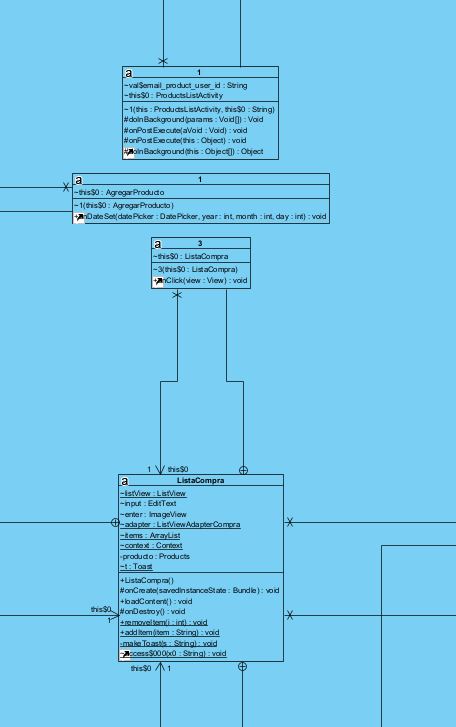 a
1
~val$email_product_user_id : String
~this$0 : ProductsListActivity
~1(this : ProductsListActivity, this$0 : String)
#doInBackground(params : Void[]) : Void
#onPostExecute(aVoid : Void) : void
#onPostExecute(this : Object) : void
doInBackground(this : Object[]) : Object
a
1
~this$0 : AgregarProducto
~1(this$0 : AgregarProducto)
DateSet(datePicker : DatePicker, year : int, month : int, day : int) : void
a
3
~this$0 : ListaCompra
~3(this$0 : ListaCompra)
Click(view : View) : void
1 this$0
a
ListaCompra
~listView : ListView
~input : EditText
~enter : ImageView
~adapter : ListViewAdapterCompra
~items : ArrayList
~context : Context
-producto : Products
~t : Toast
+ListaCompra()
#onCreate(savedInstanceState : Bundle) : void
+loadContent() : void
#onDestroy() : void
+removeItem(i : int) : void
+addItem(item : String) : void
-makeToast(s : String) : void
ccess$000(x0 : String) : void
this$0
1
this$0 1